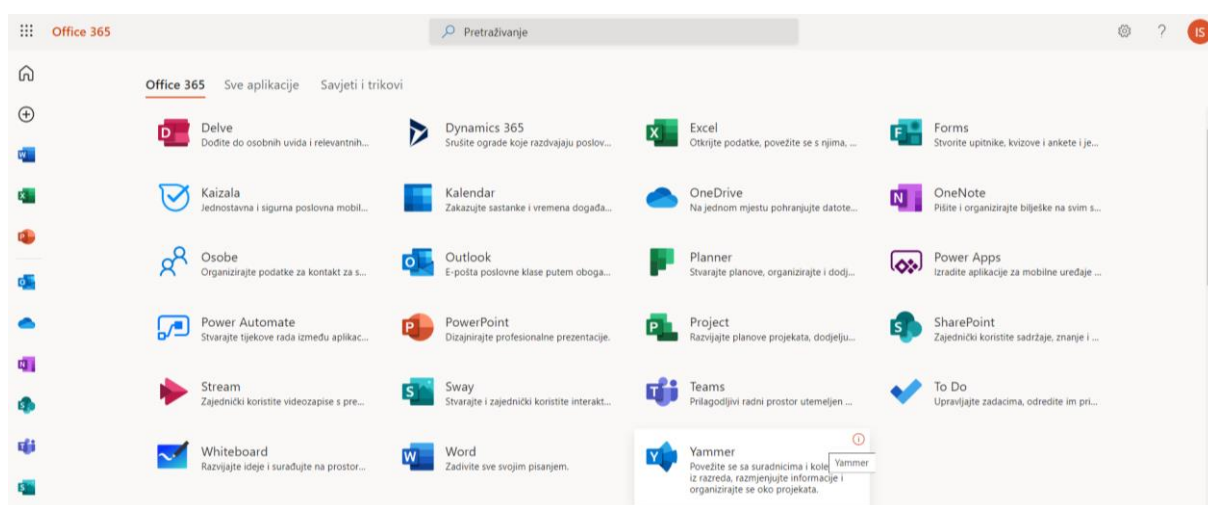 Office 365
Pretraživanje
?
IS
Office 365 Sve aplikacije Savjeti i trikovi
Delve
Dođite do osobnih uvida i relevantnih...
Dynamics 365
Srušite ograde koje razdvajaju poslov...
Excel
Otkrijte podatke, povežite se s njima, ...
Forms
Stvorite upitnike, kvizove i ankete i je...
Kaizala
Jednostavna i sigurna poslovna mobil...
Kalendar
Zakazujte sastanke i vremena događa...
OneDrive
Na jednom mjestu pohranjujte datote...
OneNote
Pišite i organizirajte bilješke na svim s...
Osobe
Organizirajte podatke za kontakt za s...
Outlook
E-pošta poslovne klase putem oboga...
Planner
Stvarajte planove, organizirajte i dodj...
Power Apps
Izradite aplikacije za mobilne uređaje ...
Power Automate
Stvarajte tijekove rada između aplikac...
PowerPoint
Dizajnirajte profesionalne prezentacije.
Project
Razvijajte planove projekata, dodjelju...
SharePoint
Zajednički koristite sadržaje, znanje i ...
Stream
Zajednički koristite videozapise s pre...
Sway
Stvarajte i zajednički koristite interakt...
Teams
Prilagodljivi radni prostor utemeljen ...
To Do
Upravljajte zadacima, odredite im pri...
Whiteboard
Razvijajte ideje i surađujte na prostor...
Word
Zadivite sve svojim pisanjem.
Yammer
Povežite se sa suradnicima i kole
Yammer
iz razreda, razmjenjujte informacije i
organizirajte se oko projekata.